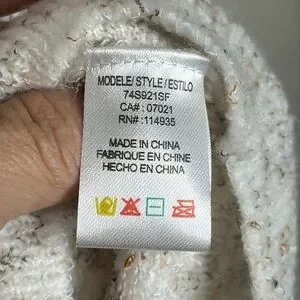 MODELE/STYLE/ESTILO
74S921SF
CA#: 07021
RN#: 114935
MADE IN CHINA
FABRIQUE EN CHINE
HECHO EN CHINA